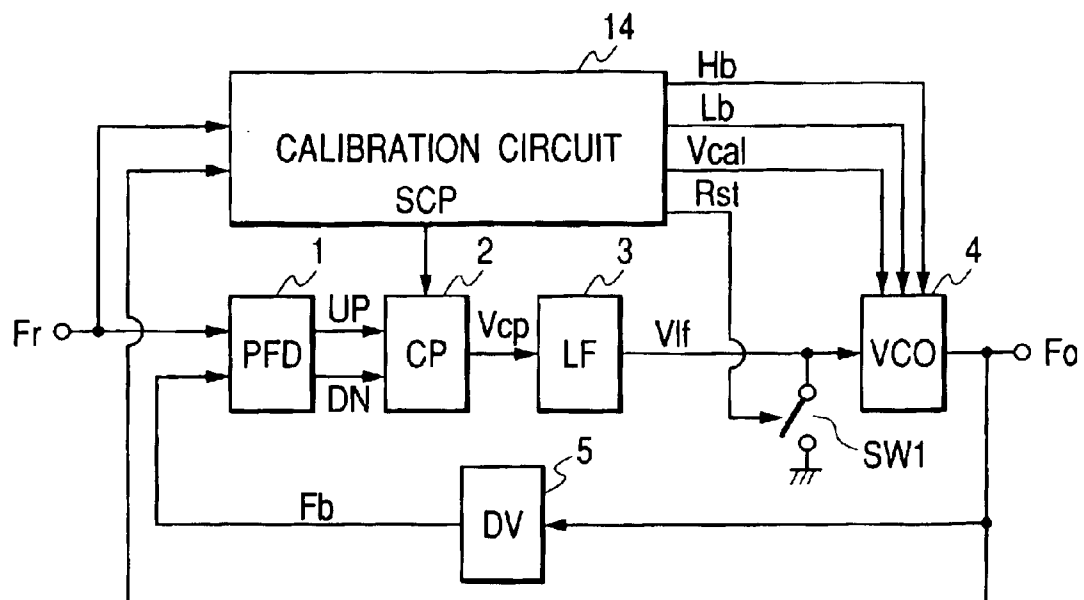 14
Hb
Lb
CALIBRATION CIRCUIT
Vcal
SCP
Rst
1
2
3
4
Fr
UP
Vcp
Vlf
PFD
CP
LF
VCO
Fo
DN
SW1
5
Fb
DV